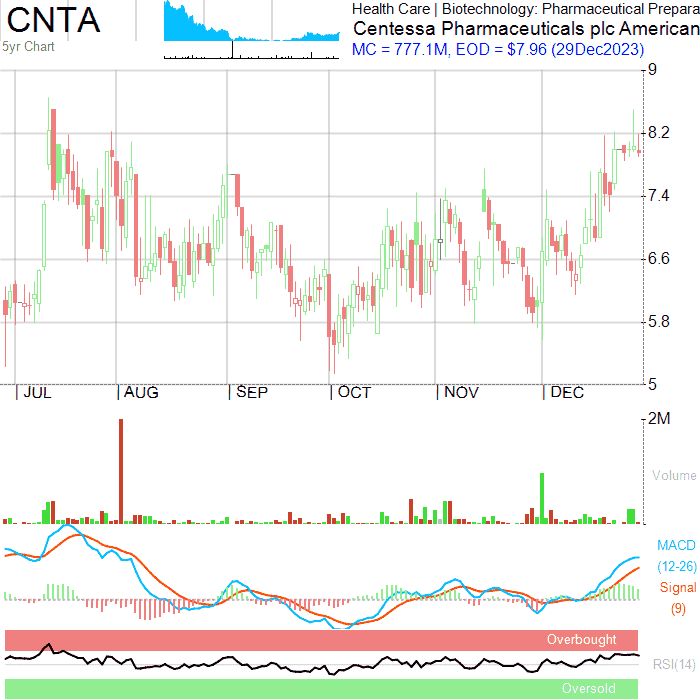 CNTA
5yr Chart
Health Care | Biotechnology: Pharmaceutical Prepara
Centessa Pharmaceuticals plc American
MC = 777.1M, EOD = $7.96 (29Dec2023)
9
8.2
7.4
6.6
5.8
5
JUL AUG SEP OCT NOV DEC
2M
Volume
MACD
(12-26)
Signal
(9)
Overbought
RSI(14)
Oversold